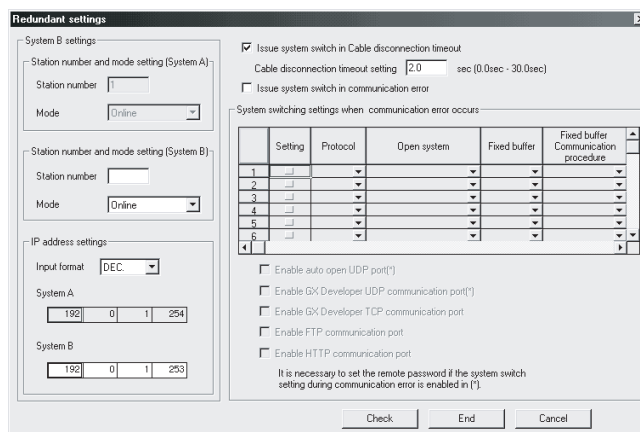 Redundant settings
System B settings
Station number and mode setting (System A)
Station number 1
Mode Online
Station number and mode setting (System B)
Station number
Mode Online
IP address settings
Input format DEC.
System A
192 0 1 254
System B
192 0 1 253
Issue system switch in Cable disconnection timeout
Cable disconnection timeout setting 2.0 sec (0.0sec - 30.0sec)
Issue system switch in communication error
System switching settings when communication error occurs
Setting Protocol Open system Fixed buffer Fixed buffer Communication procedure
1
2
3
4
5
6
Enable auto open UDP port(*)
Enable GX Developer UDP communication port(*)
Enable GX Developer TCP communication port
Enable FTP communication port
Enable HTTP communication port
It is necessary to set the remote password if the system switch
setting during communication error is enabled in (*).
Check End Cancel